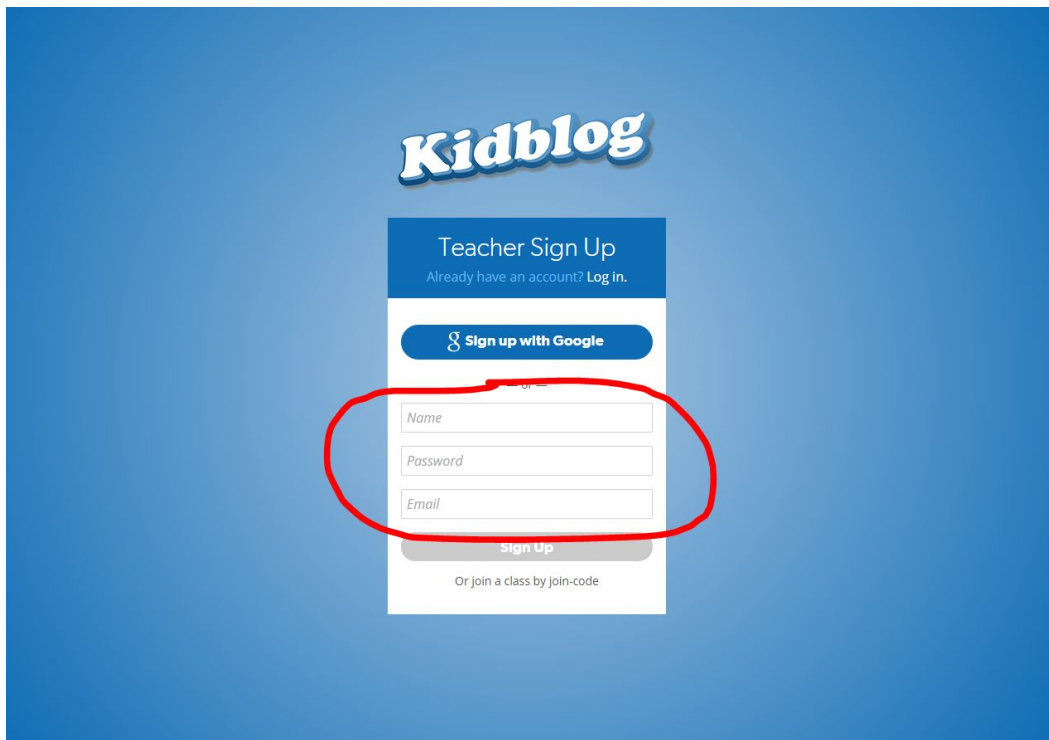 Kidblog
Teacher Sign Up
Already have an account? Log in.
g Sign up with Google
— or —
Name
Password
Email
Sign Up
Or join a class by join-code